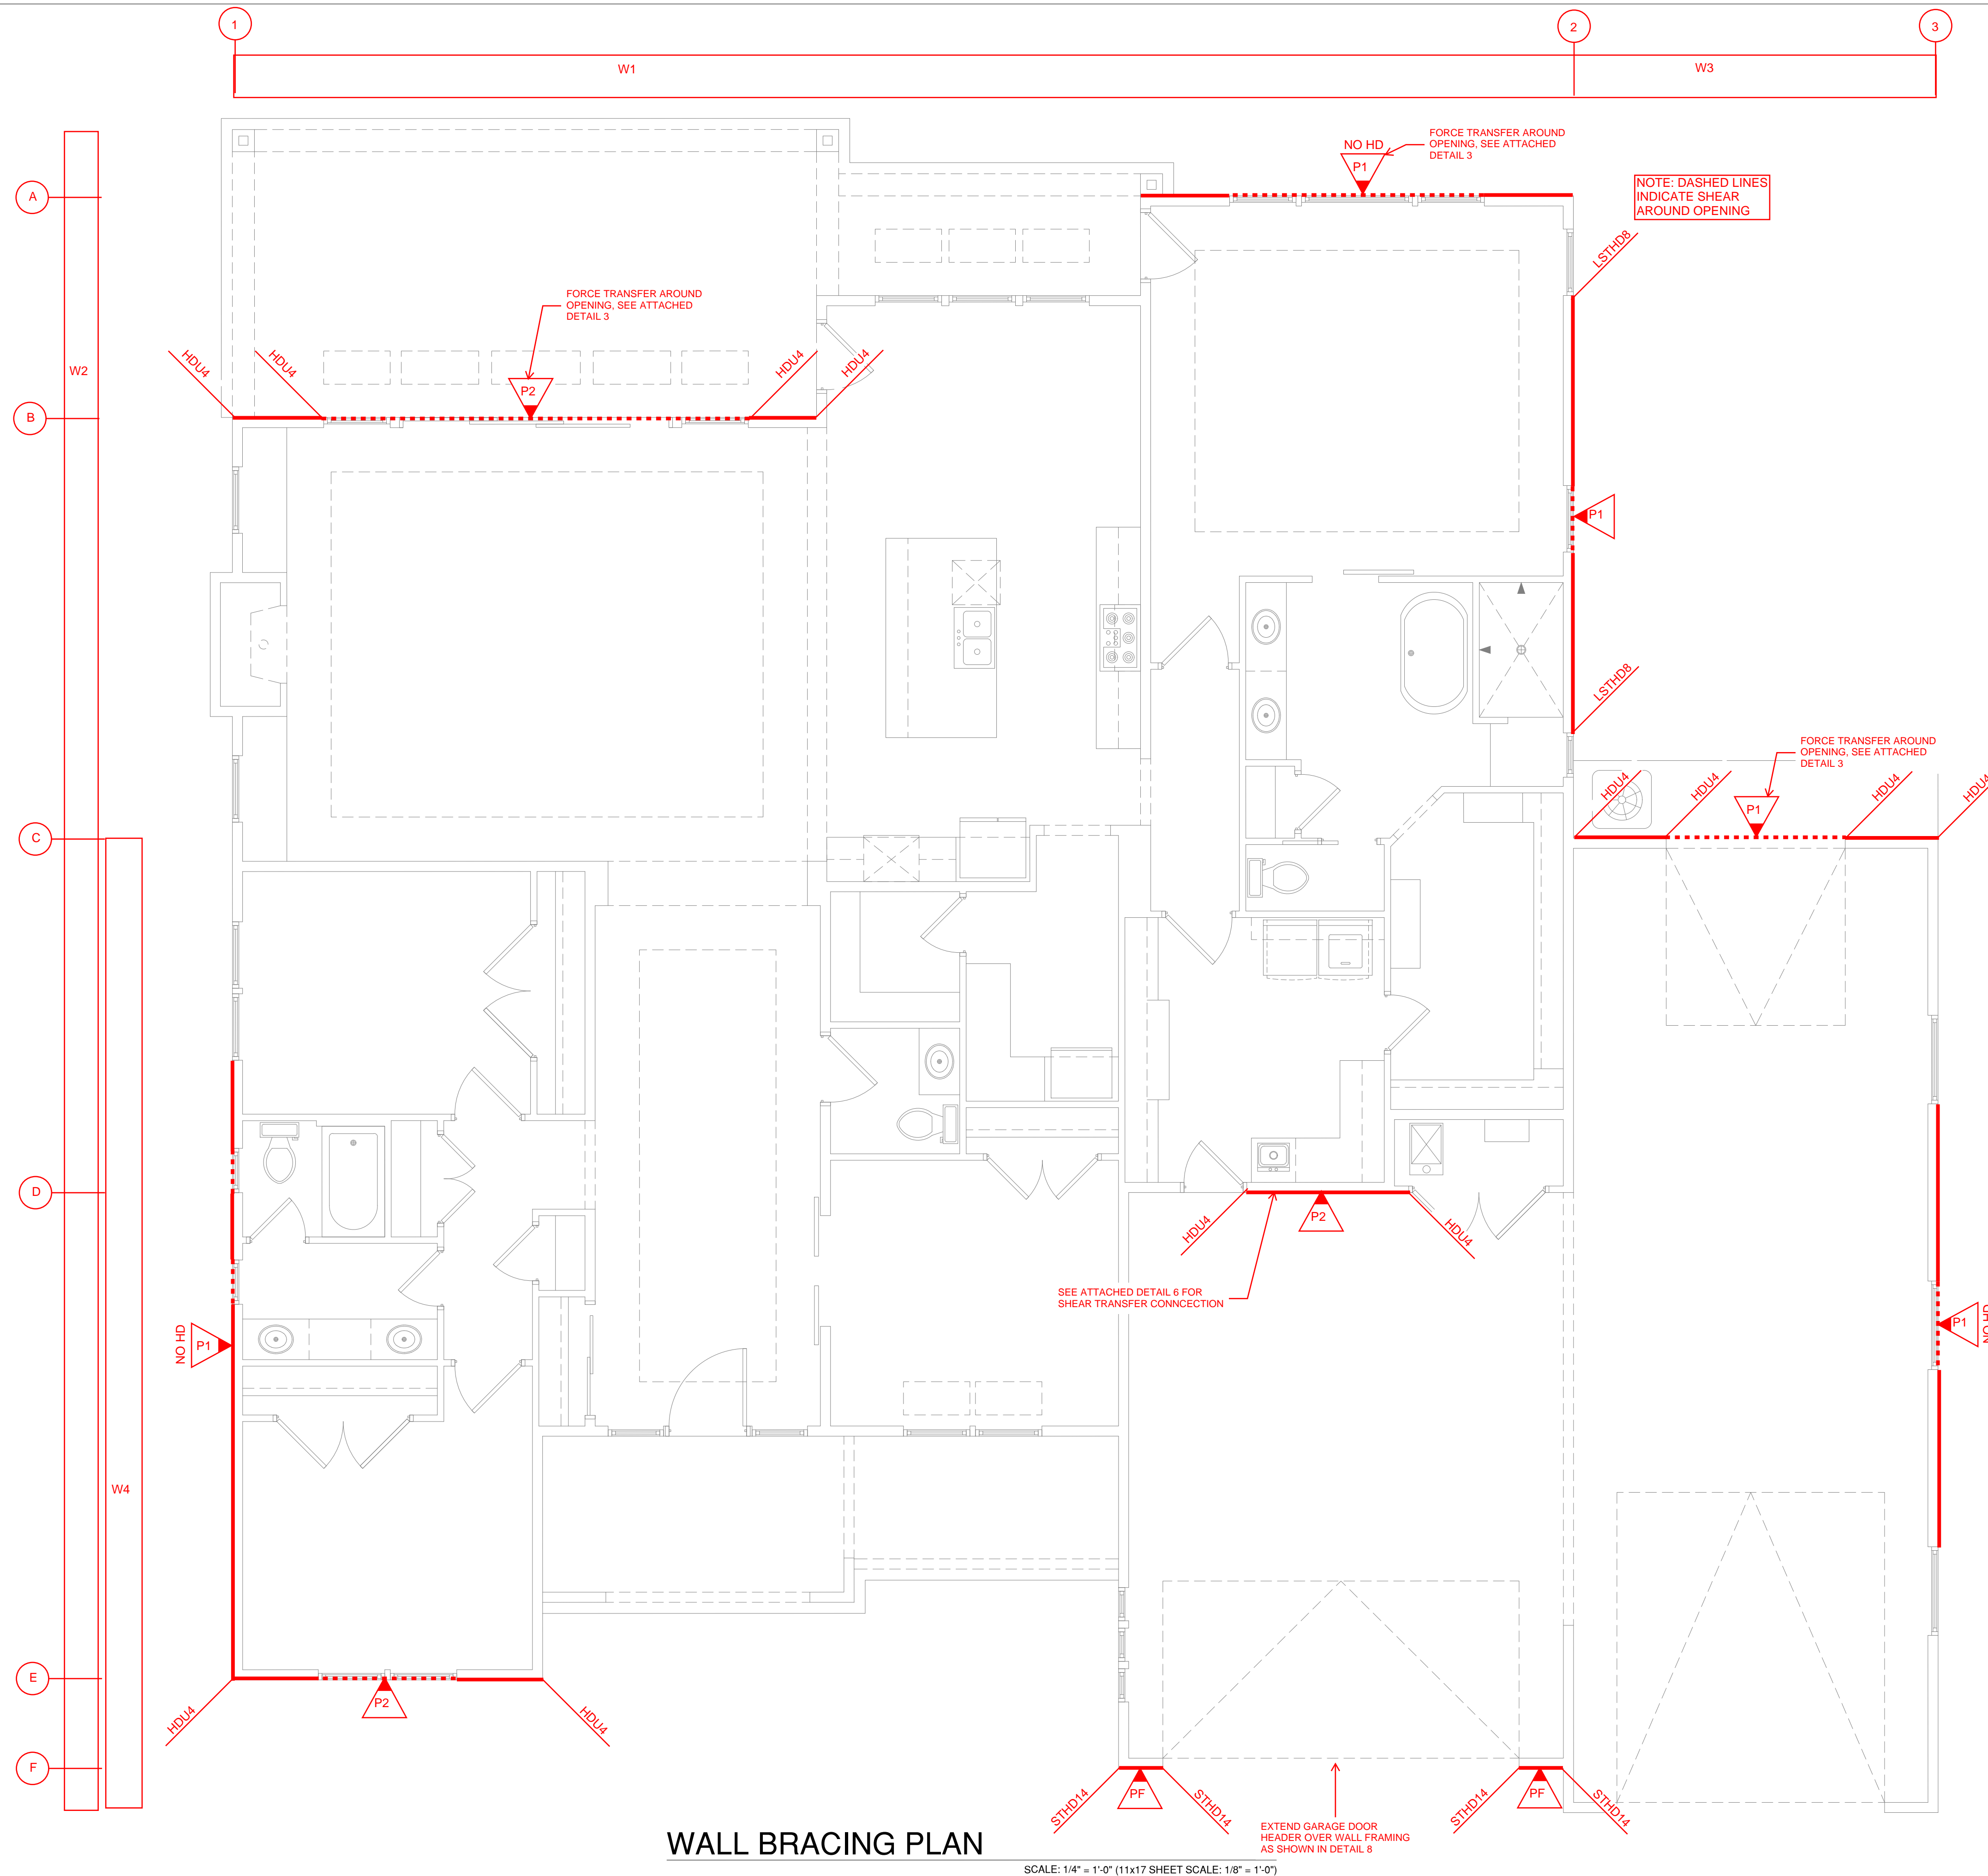 1
2
3
W1
W3
FORCE TRANSFER AROUND
OPENING, SEE ATTACHED
DETAIL 3
NO HD
P1
A
NOTE: DASHED LINES
INDICATE SHEAR
AROUND OPENING
LSTHD8
FORCE TRANSFER AROUND
OPENING, SEE ATTACHED
DETAIL 3
W2
HDU4
HDU4
HDU4
HDU4
P2
B
P1
LSTHD8
FORCE TRANSFER AROUND
OPENING, SEE ATTACHED
DETAIL 3
HDU4
HDU4
HDU4
HDU4
P1
C
D
P2
HDU4
HDU4
SEE ATTACHED DETAIL 6 FOR
SHEAR TRANSFER CONNCECTION
NO HD
P1
P1
NO HD
W4
E
P2
HDU4
HDU4
F
PF
PF
STHD14
STHD14
STHD14
STHD14
EXTEND GARAGE DOOR
HEADER OVER WALL FRAMING
AS SHOWN IN DETAIL 8
WALL BRACING PLAN
SCALE: 1/4" = 1'-0" (11x17 SHEET SCALE: 1/8" = 1'-0")